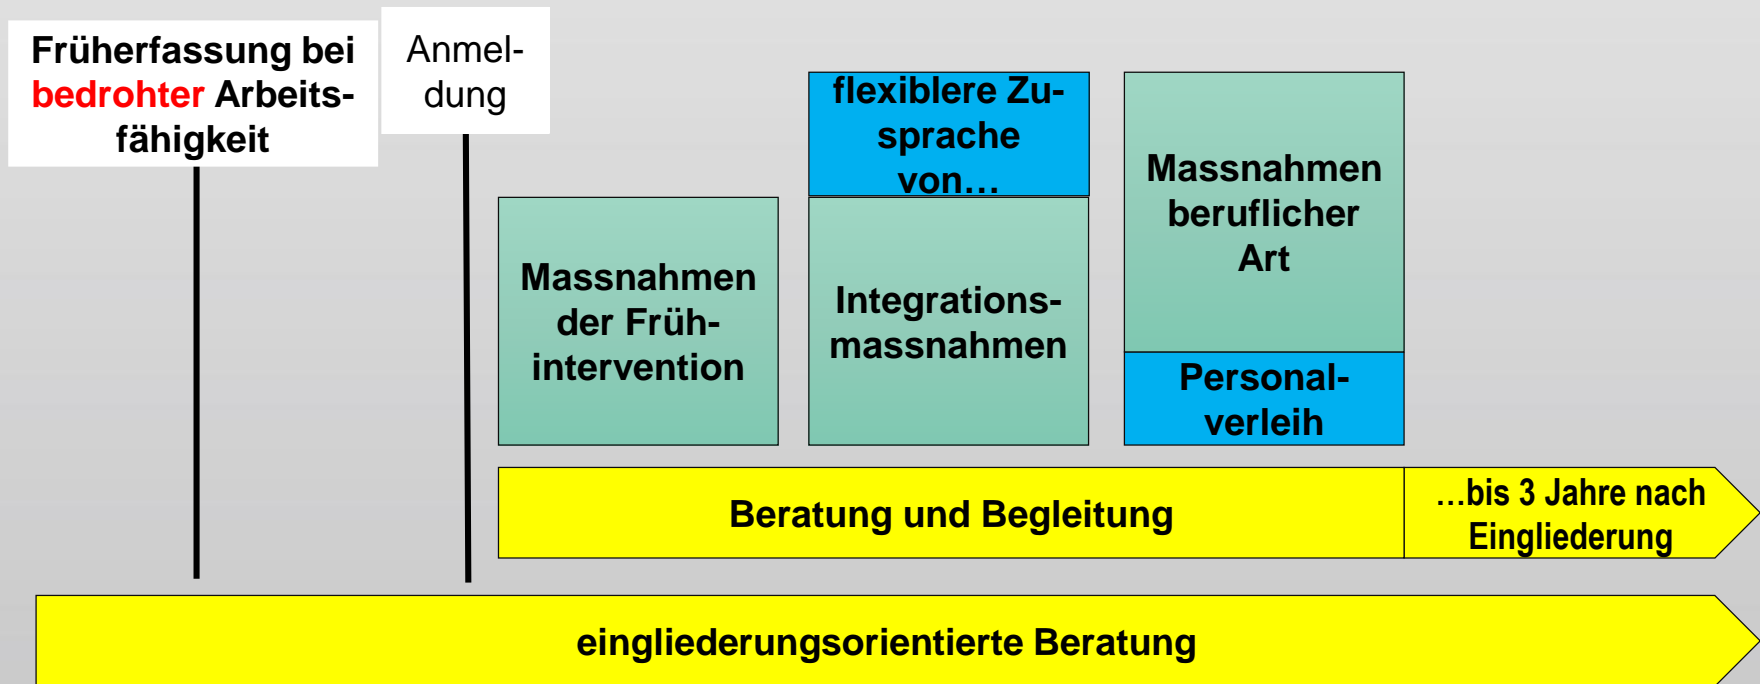 Früherfassung bei
bedrohter Arbeits-
fähigkeit
Anmel-
dung
Massnahmen
der Früh-
intervention
flexiblere Zu-
sprache
von…
Integrations-
massnahmen
Massnahmen
beruflicher
Art
Personal-
verleih
Beratung und Begleitung
…bis 3 Jahre nach
Eingliederung
eingliederungsorientierte Beratung